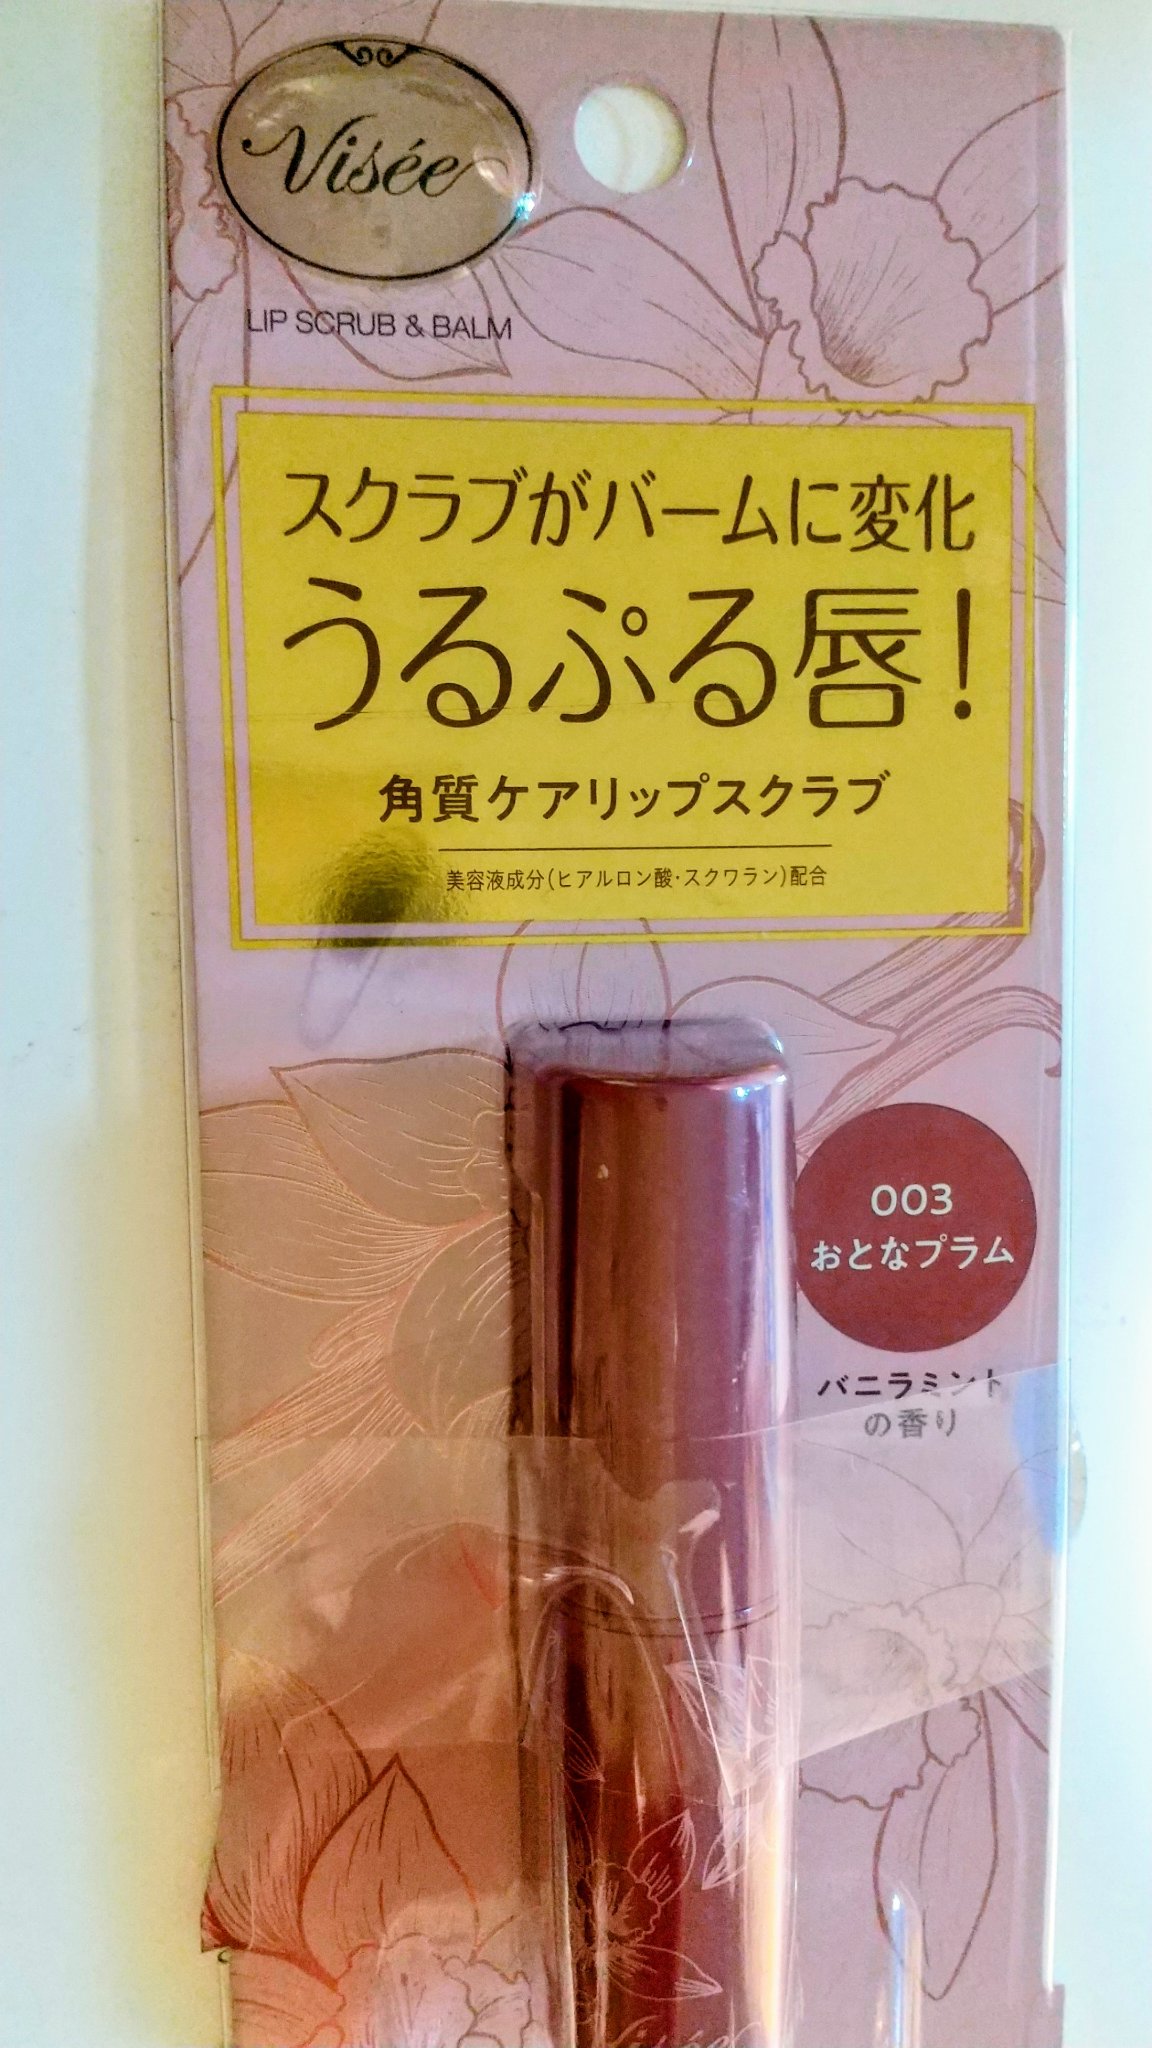 Visée
LIP SCRUB & BALM
スクラブがバームに変化
うるぷる唇!
角質ケアリップスクラブ
美容液成分(ヒアルロン酸・スクワラン)配合
003
おとなプラム
バニラミント
の香り
Visée